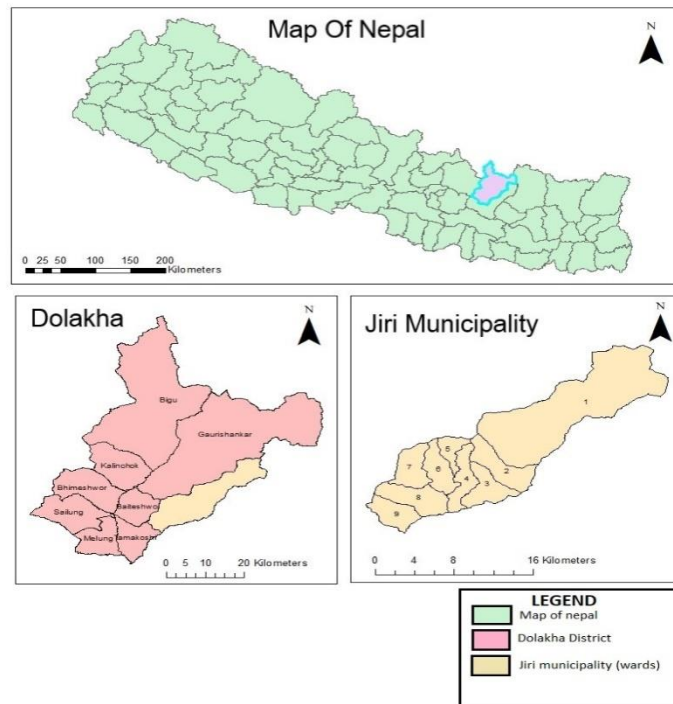 Map Of Nepal
N
0 25 50 100 150 200
Kilometers
Dolakha
N
Bigu
Gaurishankar
Kalinchok
Bhimeshwor
Baiteshwo
Sailung
Melung
Tamakoshi
0 5 10 20 Kilometers
Jiri Municipality
N
1
5
7
6
2
4
3
8
9
0 4 8 16 Kilometers
LEGEND
Map of nepal
Dolakha District
Jiri municipality (wards)